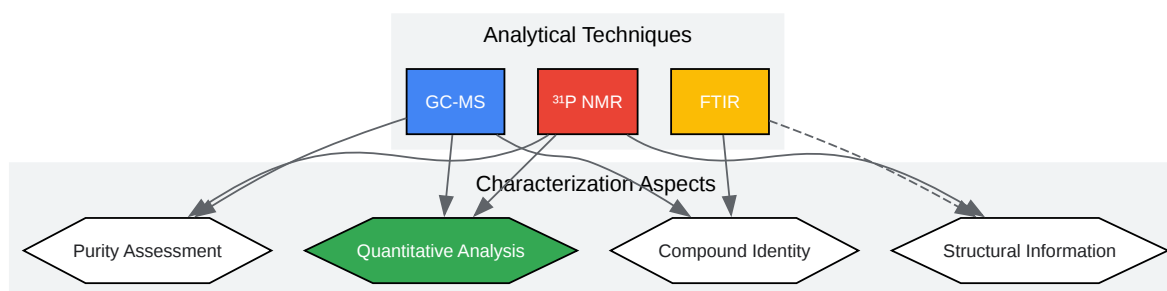 Analytical Techniques
GC-MS
³¹P NMR
FTIR
Characterization Aspects
Purity Assessment
Quantitative Analysis
Compound Identity
Structural Information